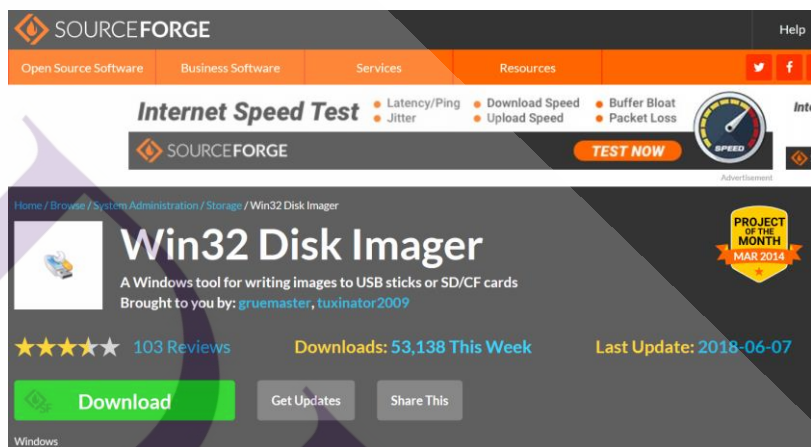 SOURCEFORGE
Help
Open Source Software Business Software Services Resources
Internet Speed Test
Latency/Ping Download Speed Buffer Bloat
Jitter Upload Speed Packet Loss
SOURCEFORGE TEST NOW SPEED
Advertisement
Home / Browse / System Administration / Storage / Win32 Disk Imager
Win32 Disk Imager
PROJECT
OF THE
MONTH
MAR 2014
A Windows tool for writing images to USB sticks or SD/CF cards
Brought to you by: gruemaster, tuxinator2009
103 Reviews Downloads: 53,138 This Week Last Update: 2018-06-07
Download Get Updates Share This
Windows